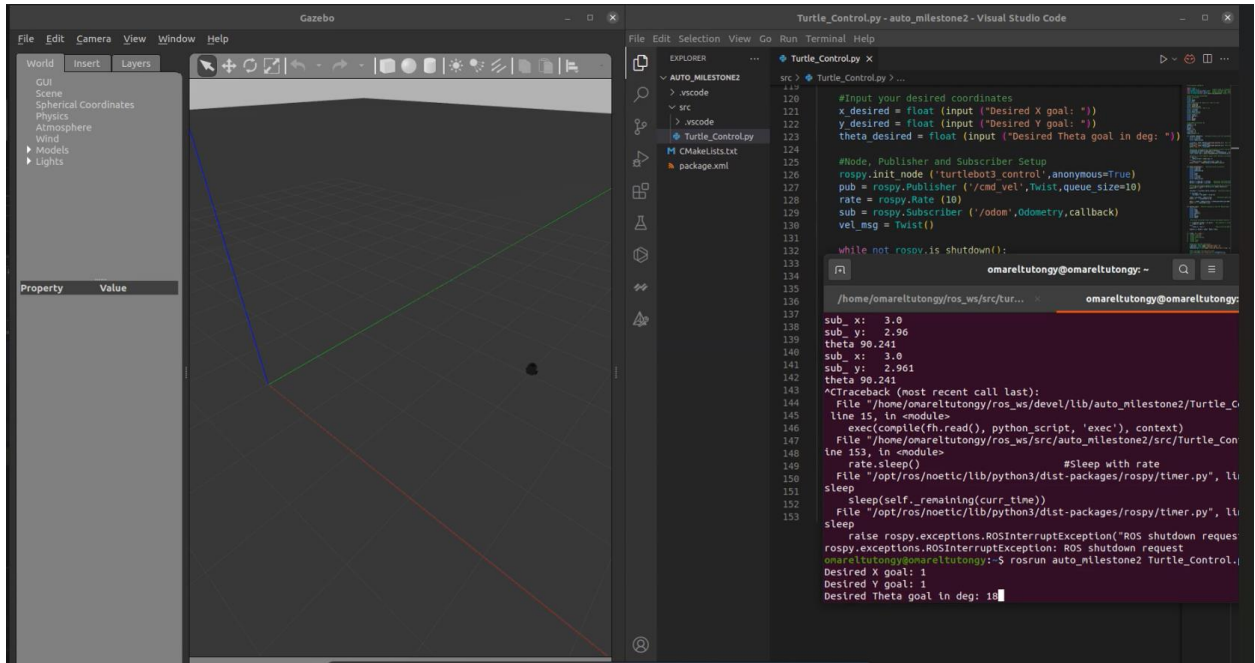 Gazebo
File Edit Camera View Window Help
World Insert Layers
GUI
Scene
Spherical Coordinates
Physics
Atmosphere
Wind
Models
Lights
Property Value
Turtle_Control.py - auto_milestone2 - Visual Studio Code
File Edit Selection View Go Run Terminal Help
EXPLORER
AUTO_MILESTONE2
> .vscode
src
> .vscode
Turtle_Control.py
CMakeLists.txt
package.xml
Turtle_Control.py ×
src > Turtle_Control.py > ...
119
120 #Input your desired coordinates
121 x_desired = float (input ("Desired X goal: "))
122 y_desired = float (input ("Desired Y goal: "))
123 theta_desired = float (input ("Desired Theta goal in deg: "))
124
125 #Node, Publisher and Subscriber Setup
126 rospy.init_node ('turtlebot3_control',anonymous=True)
127 pub = rospy.Publisher ('/cmd_vel',Twist,queue_size=10)
128 rate = rospy.Rate (10)
129 sub = rospy.Subscriber ('/odom',Odometry,callback)
130 vel_msg = Twist()
131
132 while not rospy.is_shutdown():
133
134
135
136
137
138
139
140
141
142
143
144
145
146
147
148
149
150
151
152
153
omareltutongy@omareltutongy: ~
/home/omareltutongy/ros_ws/src/tur... × omareltutongy@omareltutongy:
sub_ x: 3.0
sub_ y: 2.96
theta 90.241
sub_ x: 3.0
sub_ y: 2.961
theta 90.241
^CTraceback (most recent call last):
File "/home/omareltutongy/ros_ws/devel/lib/auto_milestone2/Turtle_C
line 15, in <module>
exec(compile(fh.read(), python_script, 'exec'), context)
File "/home/omareltutongy/ros_ws/src/auto_milestone2/src/Turtle_Con
ine 153, in <module>
rate.sleep() #Sleep with rate
File "/opt/ros/noetic/lib/python3/dist-packages/rospy/timer.py", li
sleep
sleep(self._remaining(curr_time))
File "/opt/ros/noetic/lib/python3/dist-packages/rospy/timer.py", li
sleep
raise rospy.exceptions.ROSInterruptException("ROS shutdown reques
rospy.exceptions.ROSInterruptException: ROS shutdown request
omareltutongy@omareltutongy:~$ rosrun auto_milestone2 Turtle_Control.p
Desired X goal: 1
Desired Y goal: 1
Desired Theta goal in deg: 18